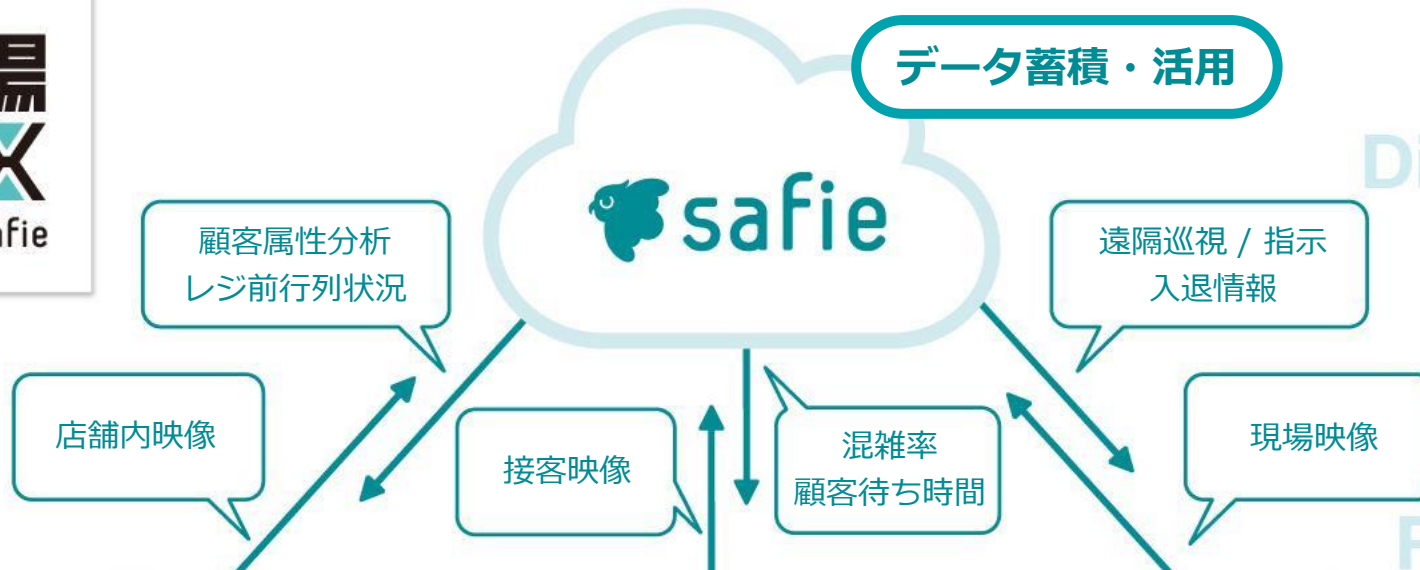 場
データ蓄積・活用
safie
顧客属性分析
レジ前行列状況
遠隔巡視 / 指示
入退情報
店舗内映像
接客映像
混雑率
顧客待ち時間
現場映像